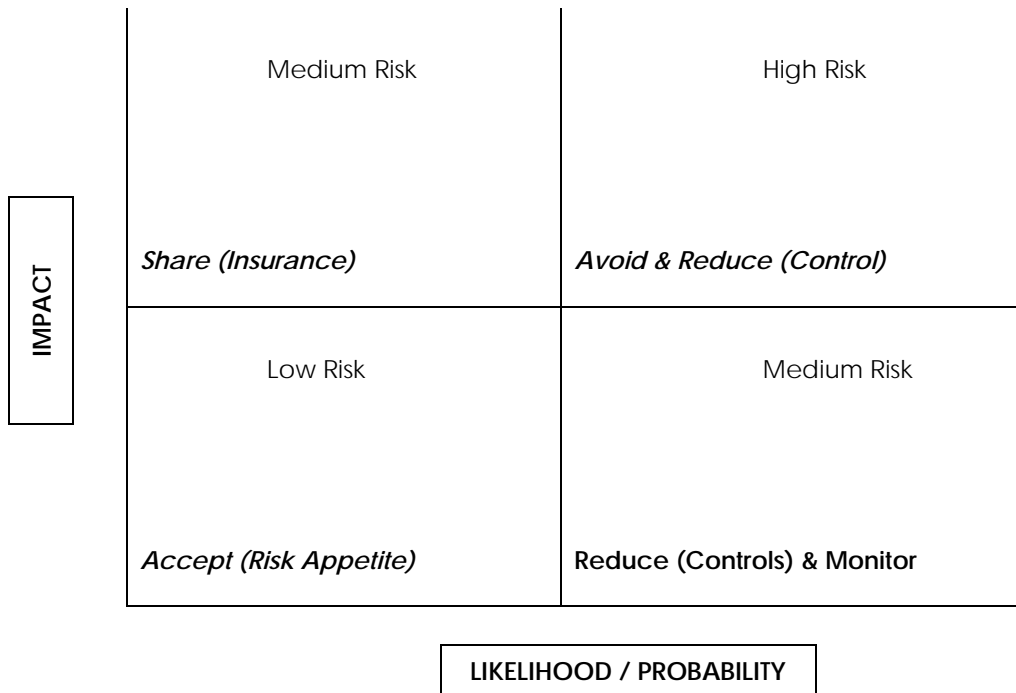 Medium Risk
High Risk
Share (Insurance)
Avoid & Reduce (Control)
IMPACT
Low Risk
Medium Risk
Accept (Risk Appetite)
Reduce (Controls) & Monitor
LIKELIHOOD / PROBABILITY